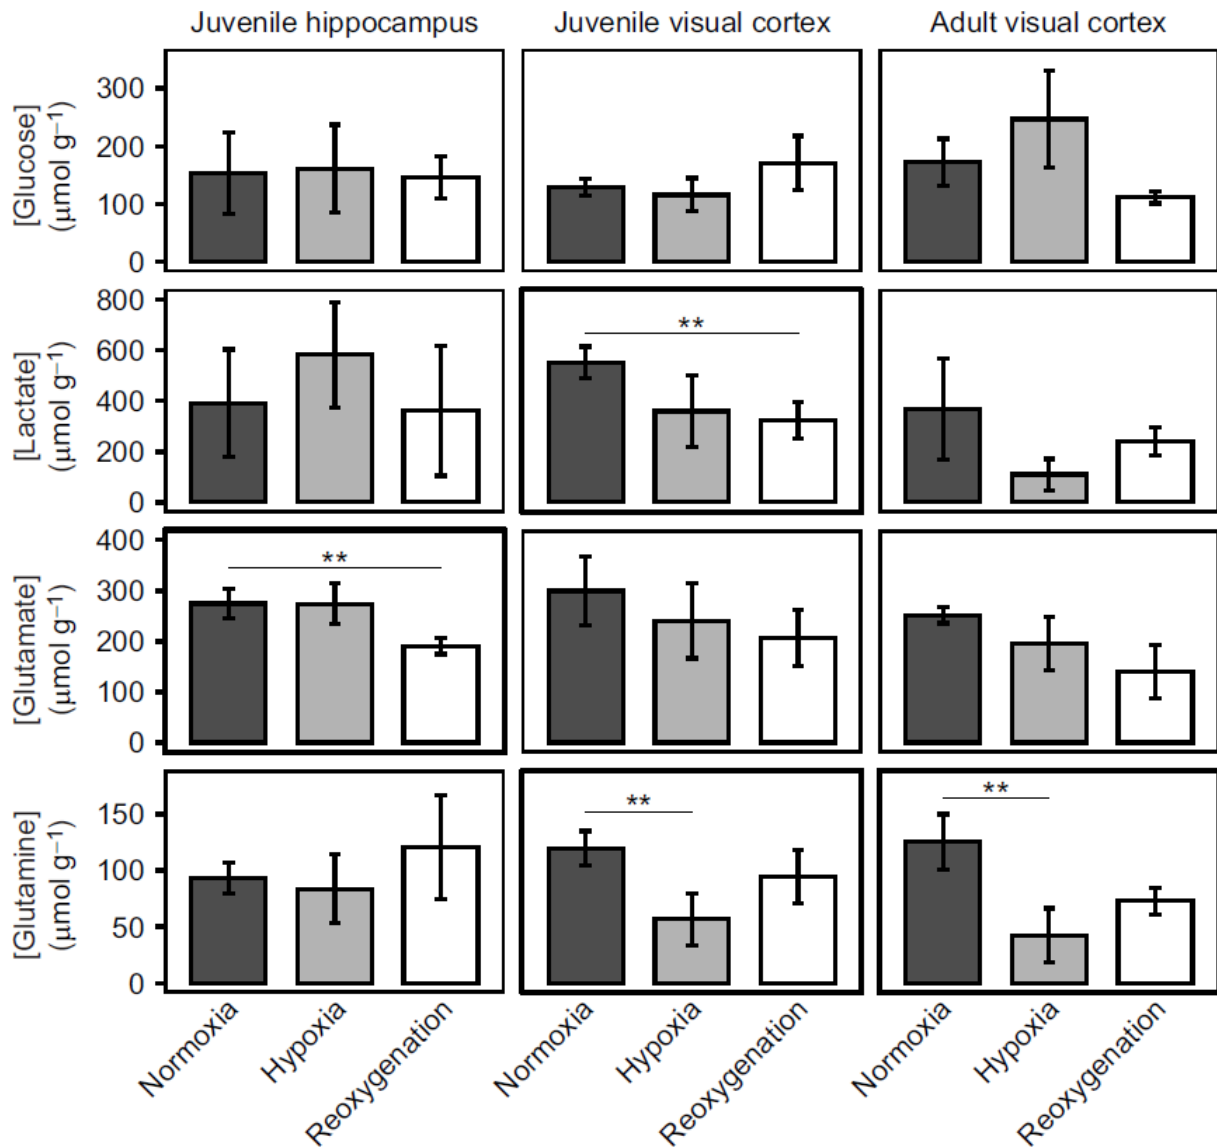 Juvenile hippocampus Juvenile visual cortex Adult visual cortex
[Glucose]
(µmol g⁻¹)
300
200
100
0
[Lactate]
(µmol g⁻¹)
800
600
400
200
0
**
[Glutamate]
(µmol g⁻¹)
400
300
200
100
0
**
[Glutamine]
(µmol g⁻¹)
150
100
50
0
**
**
Normoxia Hypoxia Reoxygenation Normoxia Hypoxia Reoxygenation Normoxia Hypoxia Reoxygenation